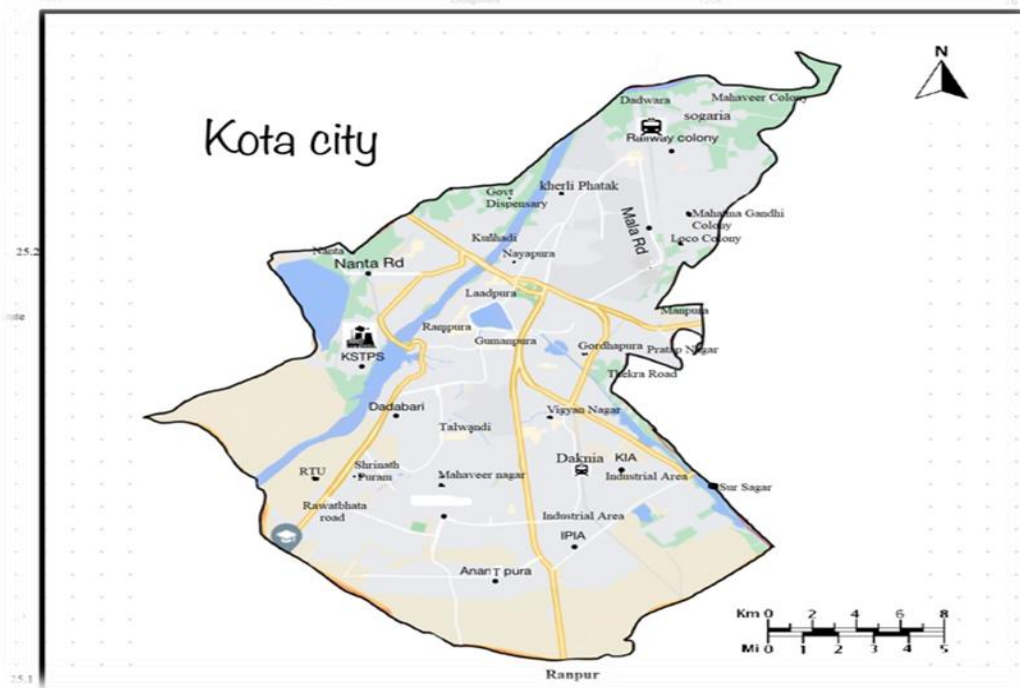 N
Dadwara
Mahaveer Colony
sogaria
Kota city
Railway colony
Govt
Dispensary
kherli Phatak
Mala Rd
Mahatma Gandhi
Colony
Loco Colony
Kunhadi
Nayapura
25.2
Nanta
Nanta Rd
Laadpura
Rampura
Gumanpura
Manpura
Gordhapura
Pratap Nagar
KSTPS
Thekra Road
Dadabari
Vigyan Nagar
Talwandi
RTU
Shrinath
Puram
Mahaveer nagar
Daknia
KIA
Industrial Area
Sur Sagar
Rawatbhata
road
Industrial Area
IPIA
Anantpura
Km 0 2 4 6 8
Mi 0 1 2 3 4 5
25.1
Ranpur